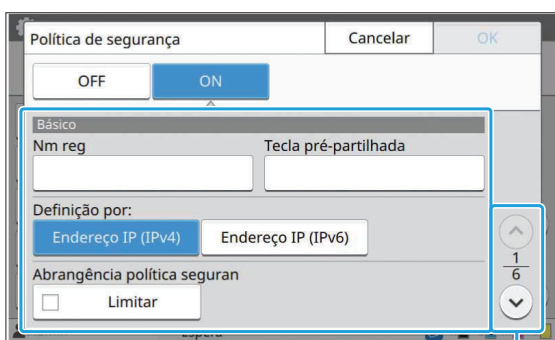 Política de segurança
Cancelar
OK
OFF
ON
Básico
Nm reg
Tecla pré-partilhada
Definição por:
Endereço IP (IPv4)
Endereço IP (IPv6)
1
6
Abrangência política seguran
Limitar